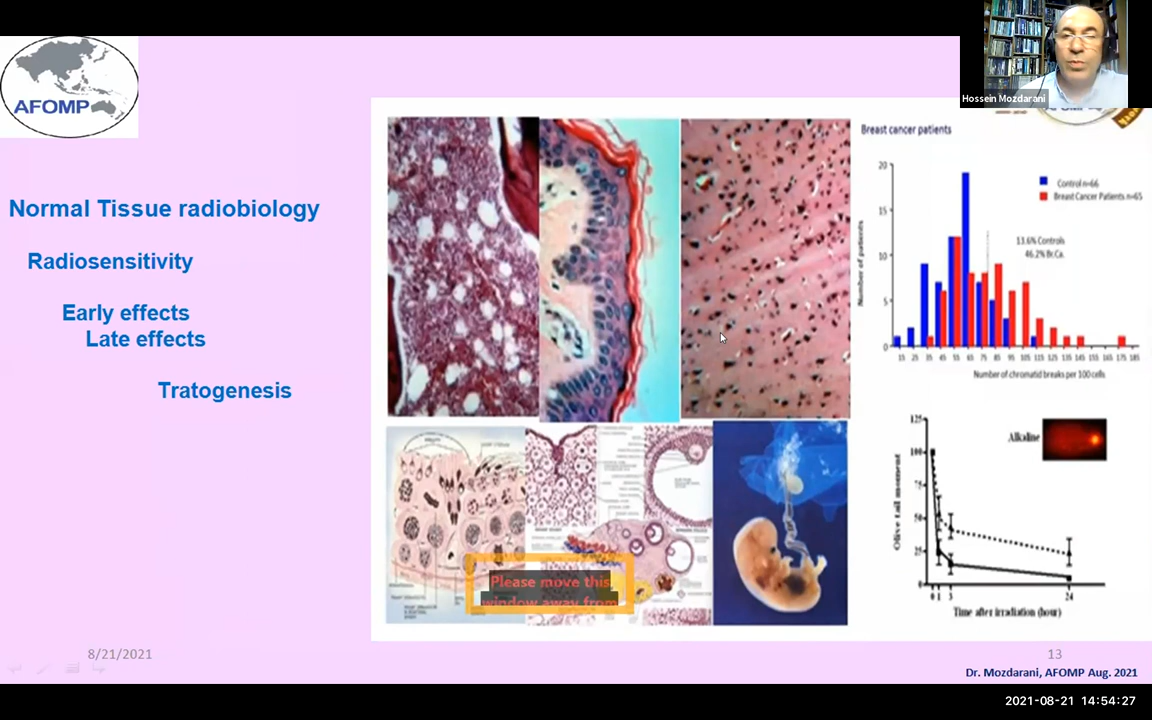 AFOMP
Hossein Mozdarani
Normal Tissue radiobiology
Radiosensitivity
Early effects
Late effects
Tratogenesis
Breast cancer patients
Control n=66
Breast Cancer Patients n=65
13.6% Controls
46.2% Br.Ca.
Number of patients
20
15
10
5
0
15 25 35 45 55 65 75 85 95 105 115 125 135 145 155 165 175 185
Number of chromatid breaks per 100 cells
Alkaline
Olive tail moment
125
100
75
50
25
0
0 1 3 24
Time after irradiation (hour)
Please move this
window away from
8/21/2021
13
Dr. Mozdarani, AFOMP Aug. 2021
2021-08-21 14:54:27